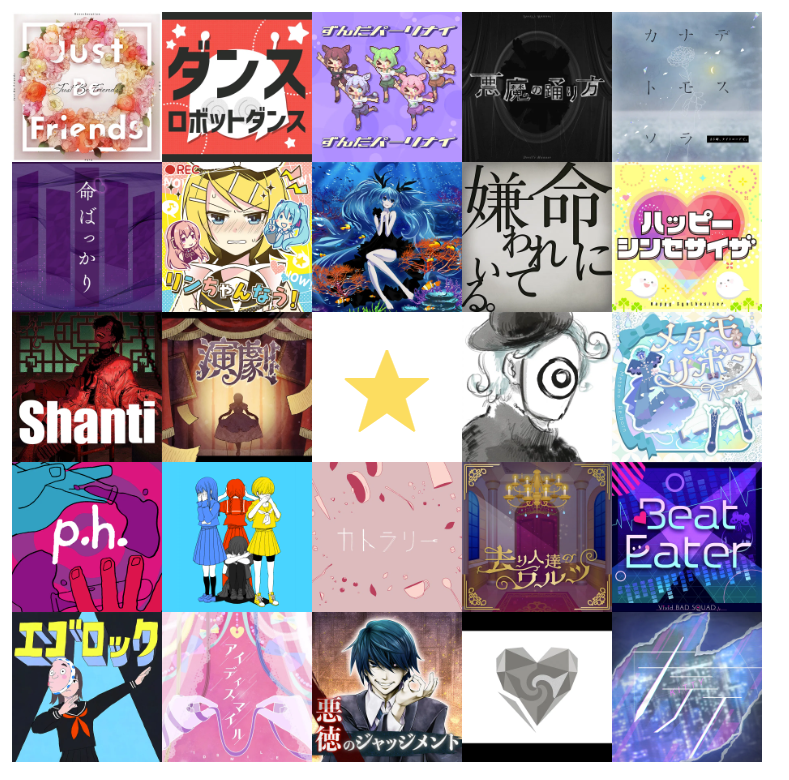 Just
Be
Just Be Friends
Friends
ダンス
ロボットダンス
ずんだパーリナイ
ずんだパーリナイ
悪魔の踊り方
カナデ
トモス
ソラ
命ばっかり
REC
リンちゃんなう!
命に
嫌われて
いる。
ハッピー
シンセサイザ
Happy Synthesizer
Shanti
演劇
メタモ
リボン
p.h.
カトラリー
去り人達の
ワルツ
Beat
Eater
Vivid BAD SQUAD
エゴロック
アイディスマイル
悪
徳のジャッジメント